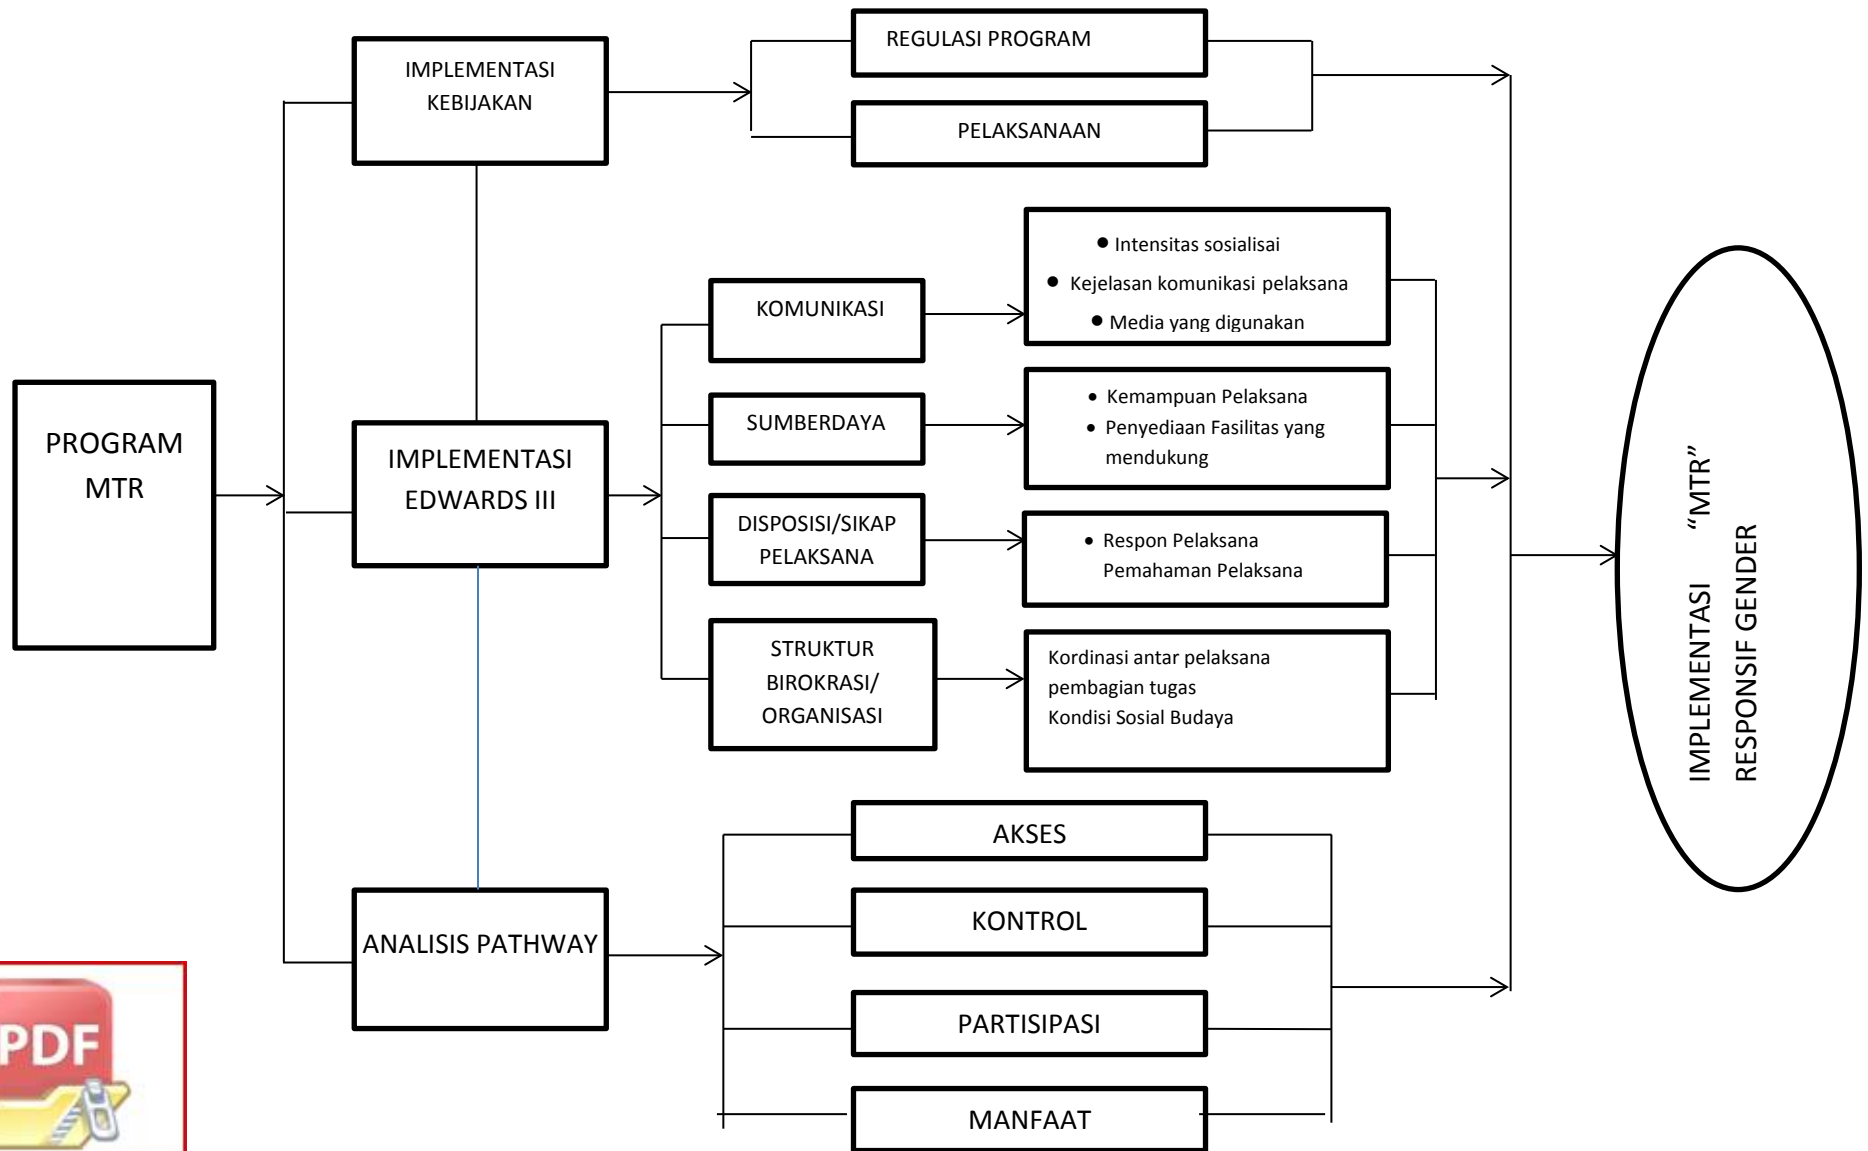 REGULASI PROGRAM
IMPLEMENTASI
KEBIJAKAN
PELAKSANAAN
● Intensitas sosialisai
● Kejelasan komunikasi pelaksana
● Media yang digunakan
KOMUNIKASI
• Kemampuan Pelaksana
• Penyediaan Fasilitas yang
mendukung
SUMBERDAYA
PROGRAM
MTR
IMPLEMENTASI
EDWARDS III
DISPOSISI/SIKAP
PELAKSANA
• Respon Pelaksana
Pemahaman Pelaksana
STRUKTUR
BIROKRASI/
ORGANISASI
Kordinasi antar pelaksana
pembagian tugas
Kondisi Sosial Budaya
IMPLEMENTASI “MTR”
RESPONSIF GENDER
AKSES
KONTROL
ANALISIS PATHWAY
PARTISIPASI
MANFAAT
PDF